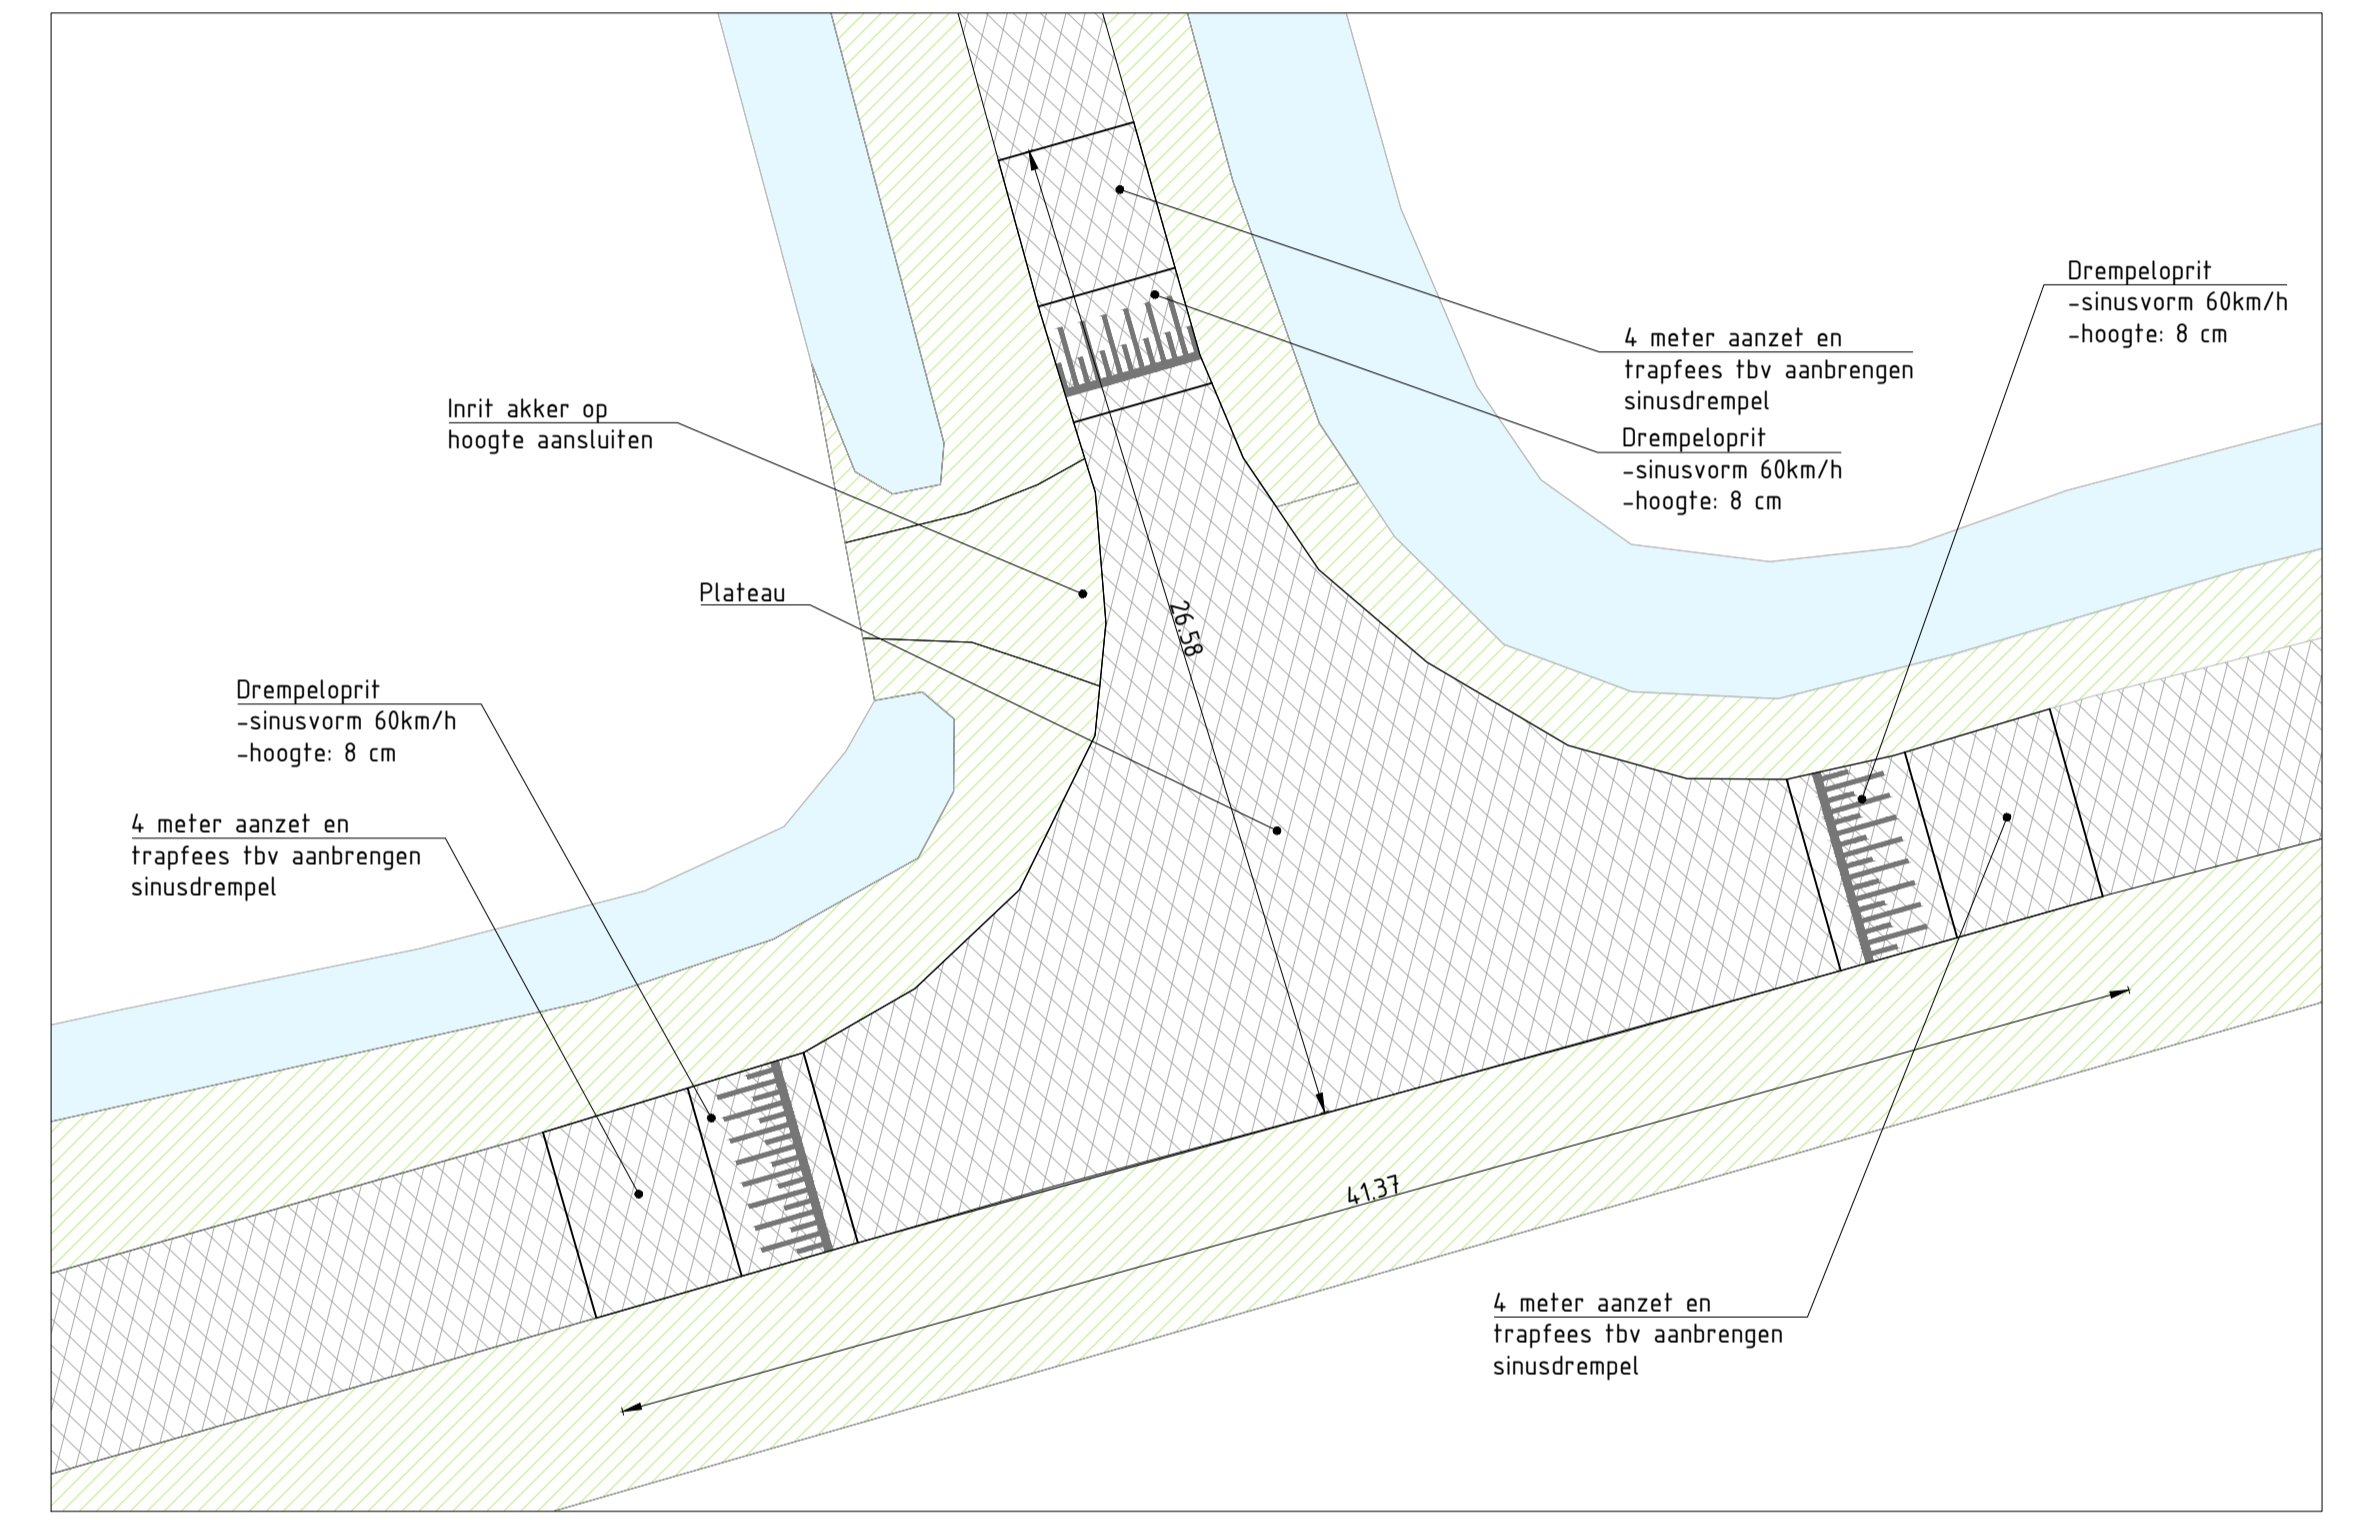 Drempeloprit
-sinusvorm 60km/h
-hoogte: 8 cm
4 meter aanzet en
trapfees tbv aanbrengen
sinusdrempel
Drempeloprit
-sinusvorm 60km/h
-hoogte: 8 cm
Inrit akker op
hoogte aansluiten
Plateau
26.58
Drempeloprit
-sinusvorm 60km/h
-hoogte: 8 cm
4 meter aanzet en
trapfees tbv aanbrengen
sinusdrempel
41.37
4 meter aanzet en
trapfees tbv aanbrengen
sinusdrempel